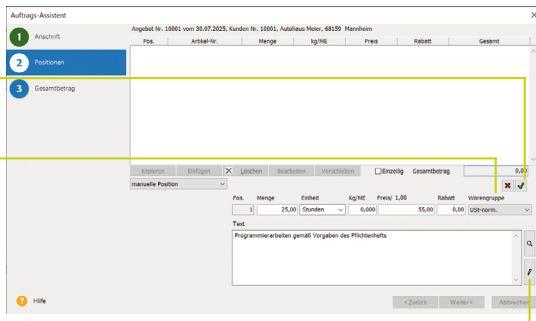 Auftrags-Assistent
1 Anschrift
2 Positionen
3 Gesamtbetrag
Angebot Nr. 10001 vom 30.07.2025, Kunden Nr. 10001, Autohaus Meier, 68159 Mannheim
Pos. Artikel-Nr. Menge kg/ME Preis Rabatt Gesamt
kopieren Einfügen Löschen Bearbeiten Verschieben Einzeilig Gesamtbetrag 0,00
manuelle Position
Pos. Menge Einheit Kg/ME Preis/ 1,00 Rabatt Warengruppe
1 25,00 Stunden 0,000 55,00 0,00 USt-norm.
Text
Programmierarbeiten gemäß Vorgaben des Pflichtenhefts
Hilfe
<Zurück Weiter> Abbrechen